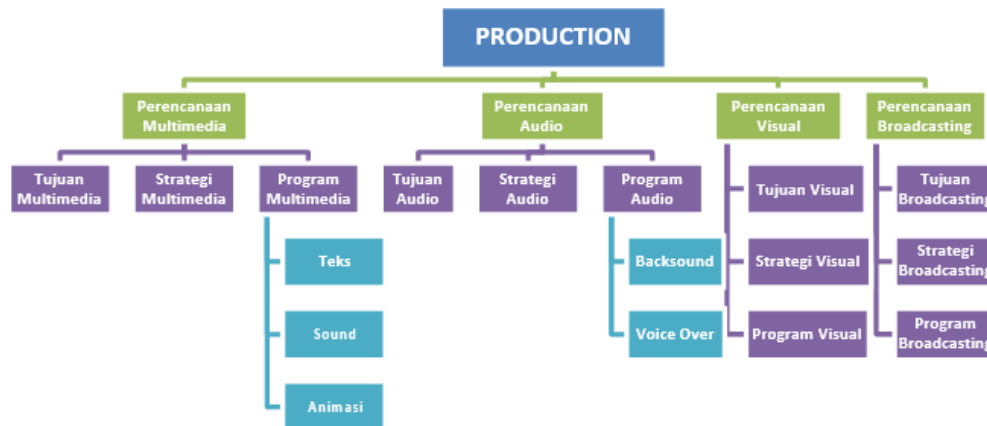 PRODUCTION
Perencanaan
Multimedia
Perencanaan
Audio
Perencanaan
Visual
Perencanaan
Broadcasting
Tujuan
Multimedia
Strategi
Multimedia
Program
Multimedia
Tujuan
Audio
Strategi
Audio
Program
Audio
Tujuan Visual
Tujuan
Broadcasting
Teks
Backsound
Strategi Visual
Strategi
Broadcasting
Sound
Voice Over
Program Visual
Program
Broadcasting
Animasi